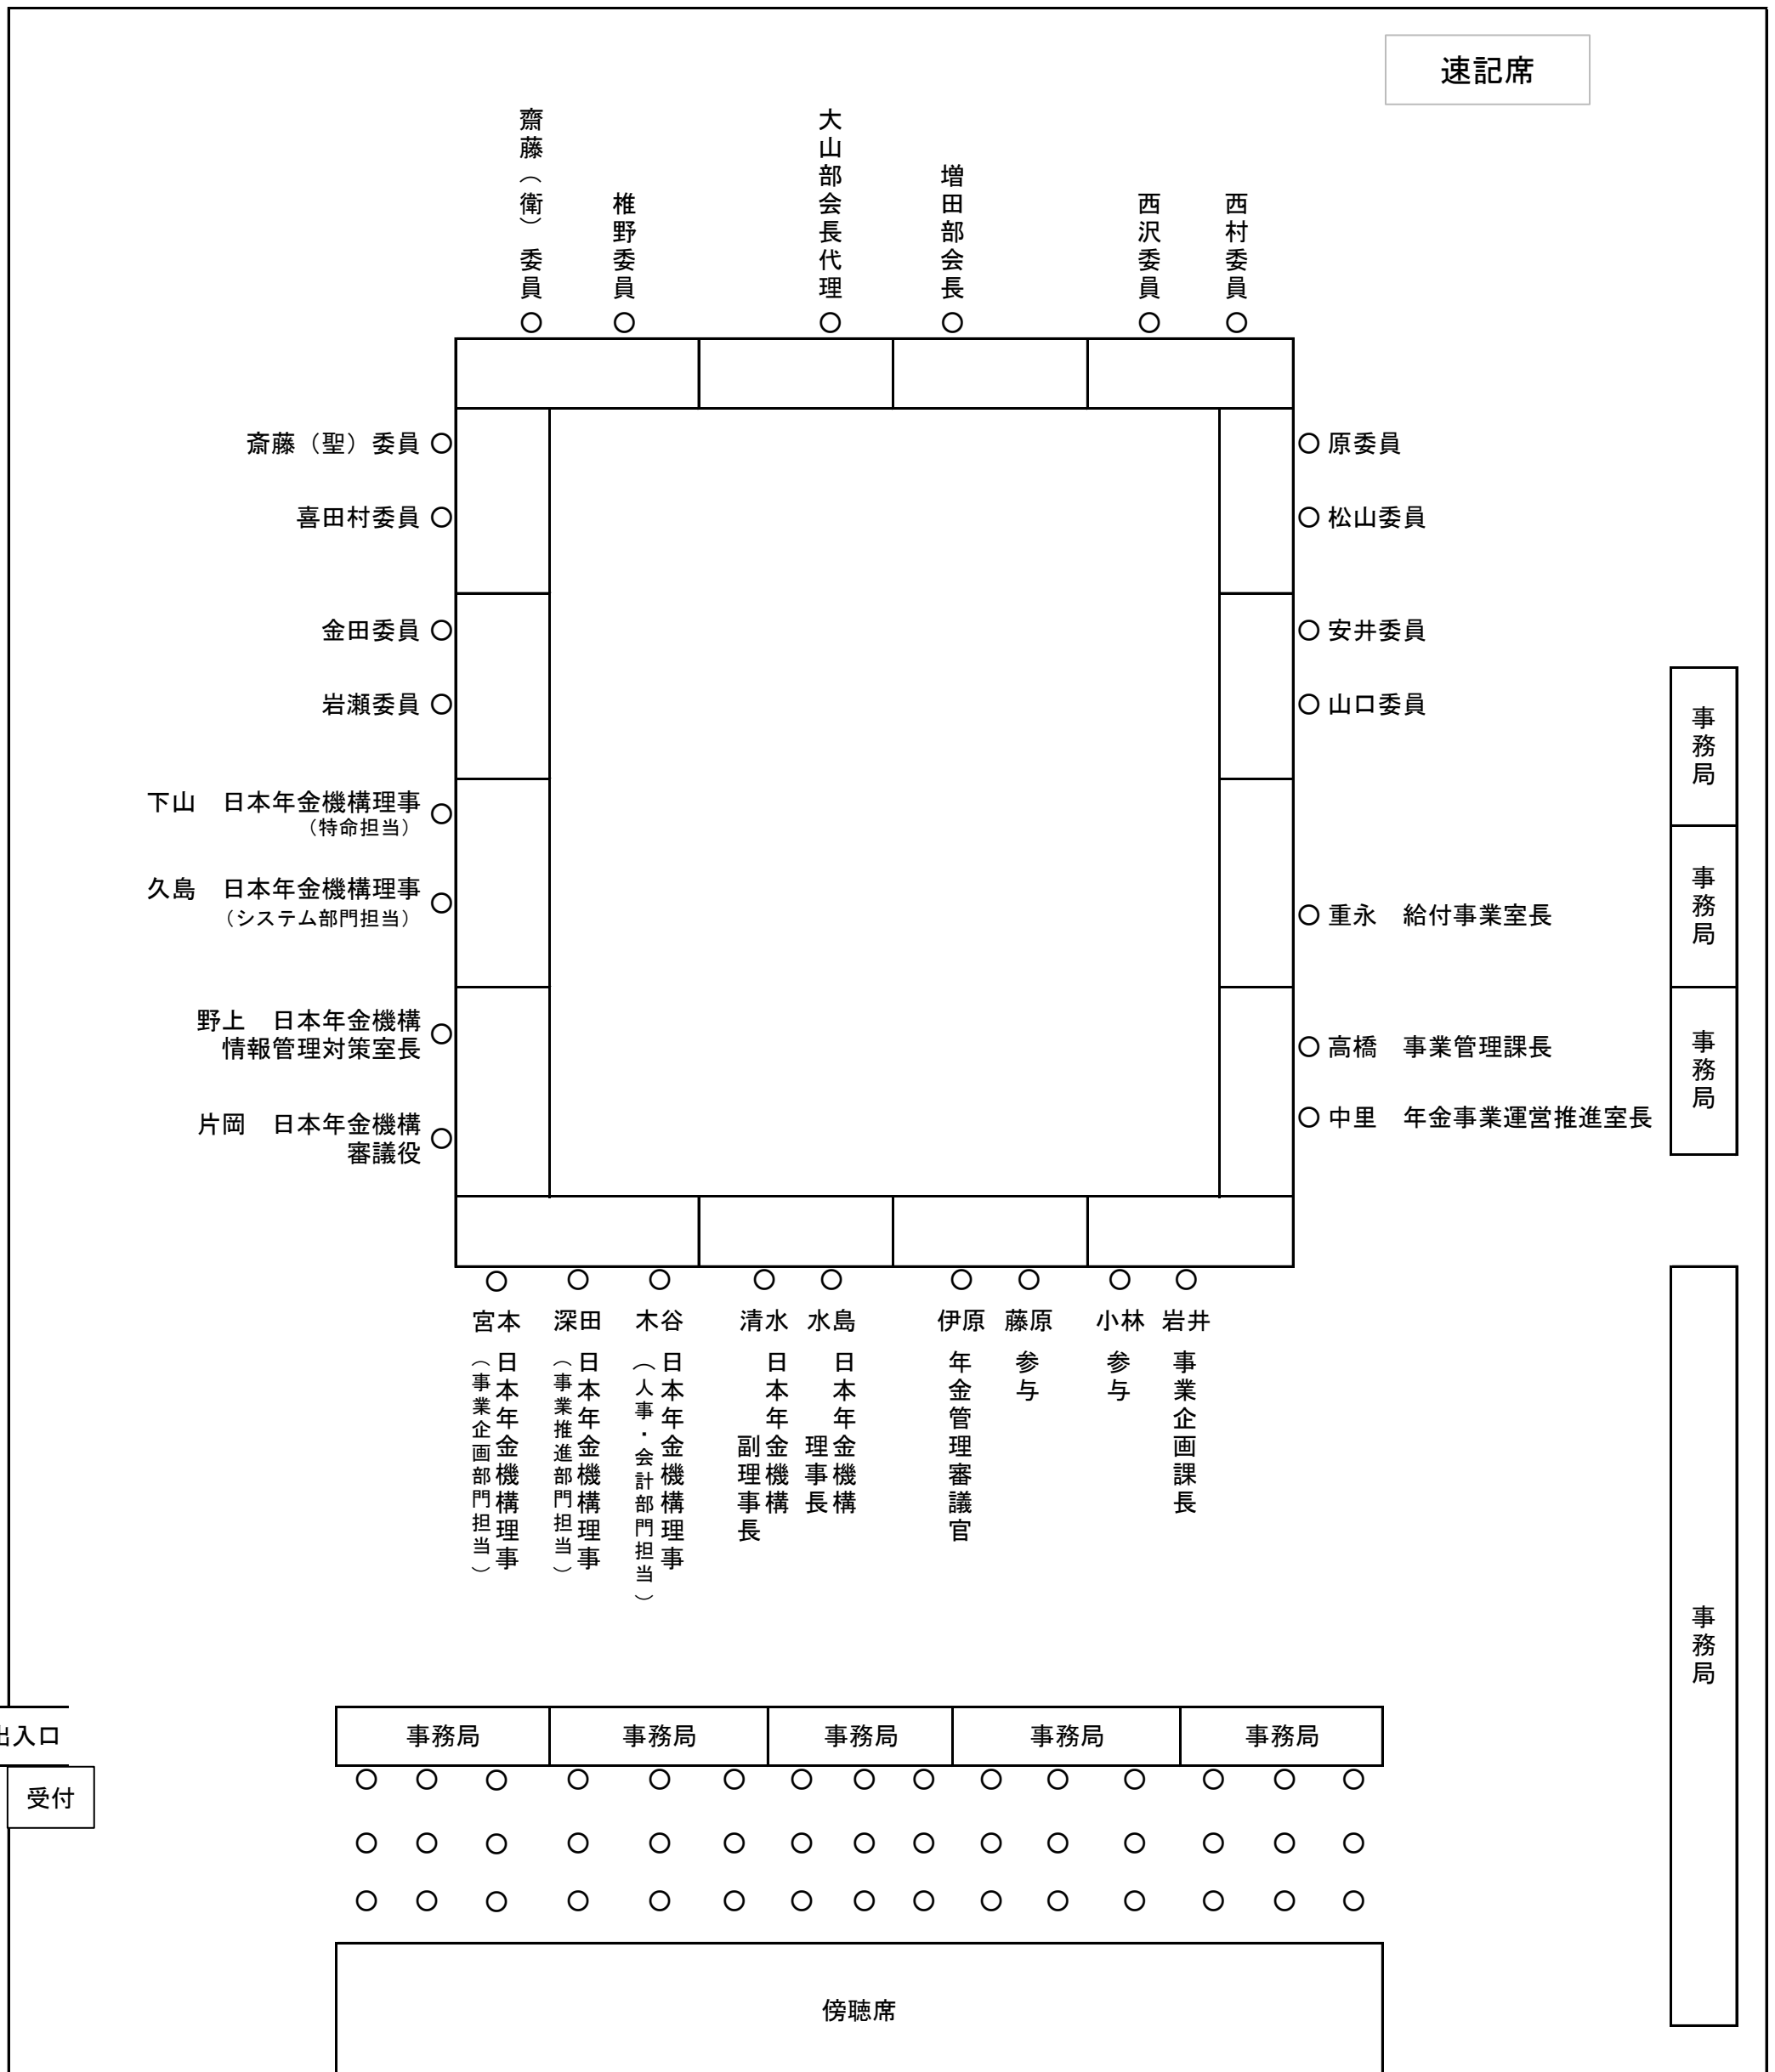 速記席
齋藤（衛）委員
椎野委員
大山部会長代理
増田部会長
西沢委員
西村委員
斎藤（聖）委員
喜田村委員
金田委員
岩瀬委員
下山　日本年金機構理事
（特命担当）
久島　日本年金機構理事
（システム部門担当）
野上　日本年金機構
情報管理対策室長
片岡　日本年金機構
審議役
原委員
松山委員
安井委員
山口委員
重永　給付事業室長
高橋　事業管理課長
中里　年金事業運営推進室長
事務局
事務局
事務局
宮本
日本年金機構理事
（事業企画部門担当）
深田
日本年金機構理事
（事業推進部門担当）
木谷
日本年金機構理事
（人事・会計部門担当）
清水
日本年金機構
副理事長
水島
日本年金機構
理事長
伊原
年金管理審議官
藤原
参与
小林
参与
岩井
事業企画課長
事務局
出入口
受付
事務局
事務局
事務局
事務局
事務局
傍聴席